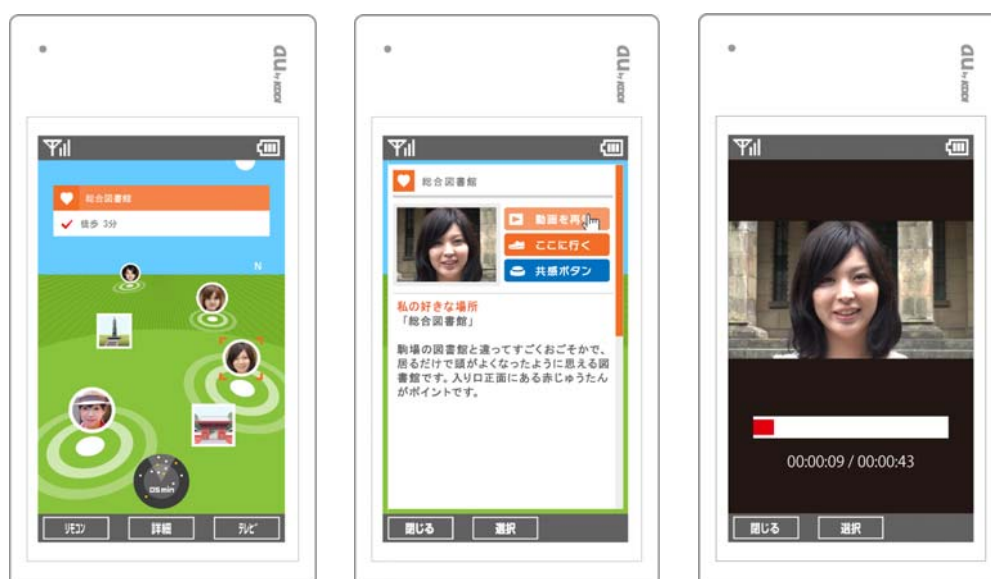 au by KDDI
総合図書館
徒歩 3分
N
05min
リモコン
詳細
テレビ
au by KDDI
総合図書館
動画を再
ここに行く
共感ボタン
私の好きな場所
「総合図書館」
駒場の図書館と違ってすごくおごそかで、
居るだけで頭がよくなったように思える図
書館です。入り口正面にある赤じゅうたん
がポイントです。
閉じる
選択
au by KDDI
00:00:09 / 00:00:43
閉じる
選択